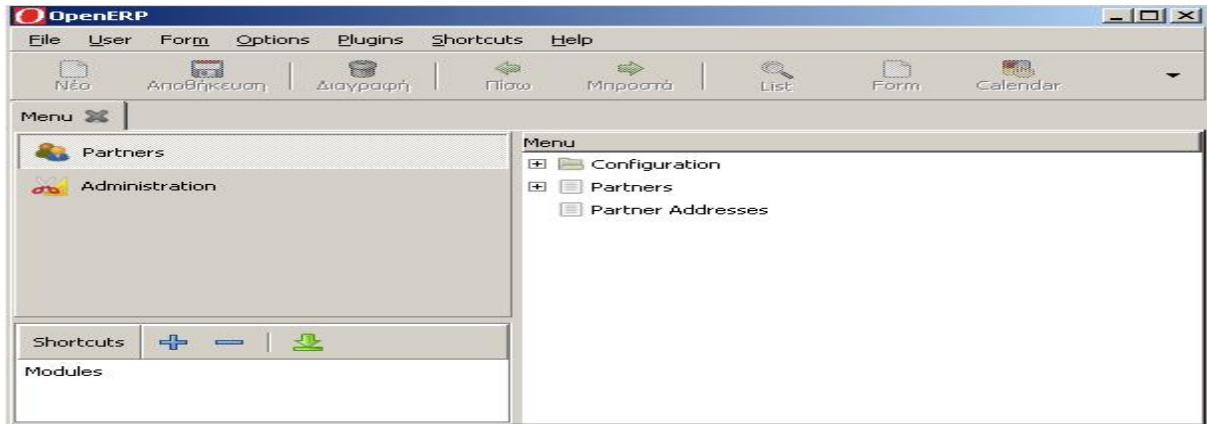 OpenERP
File User Form Options Plugins Shortcuts Help
Νέο Αποθήκευση Διαγραφή Πίσω Μπροστά List Form Calendar
Menu
Partners
Administration
Menu
Configuration
Partners
Partner Addresses
Shortcuts
Modules